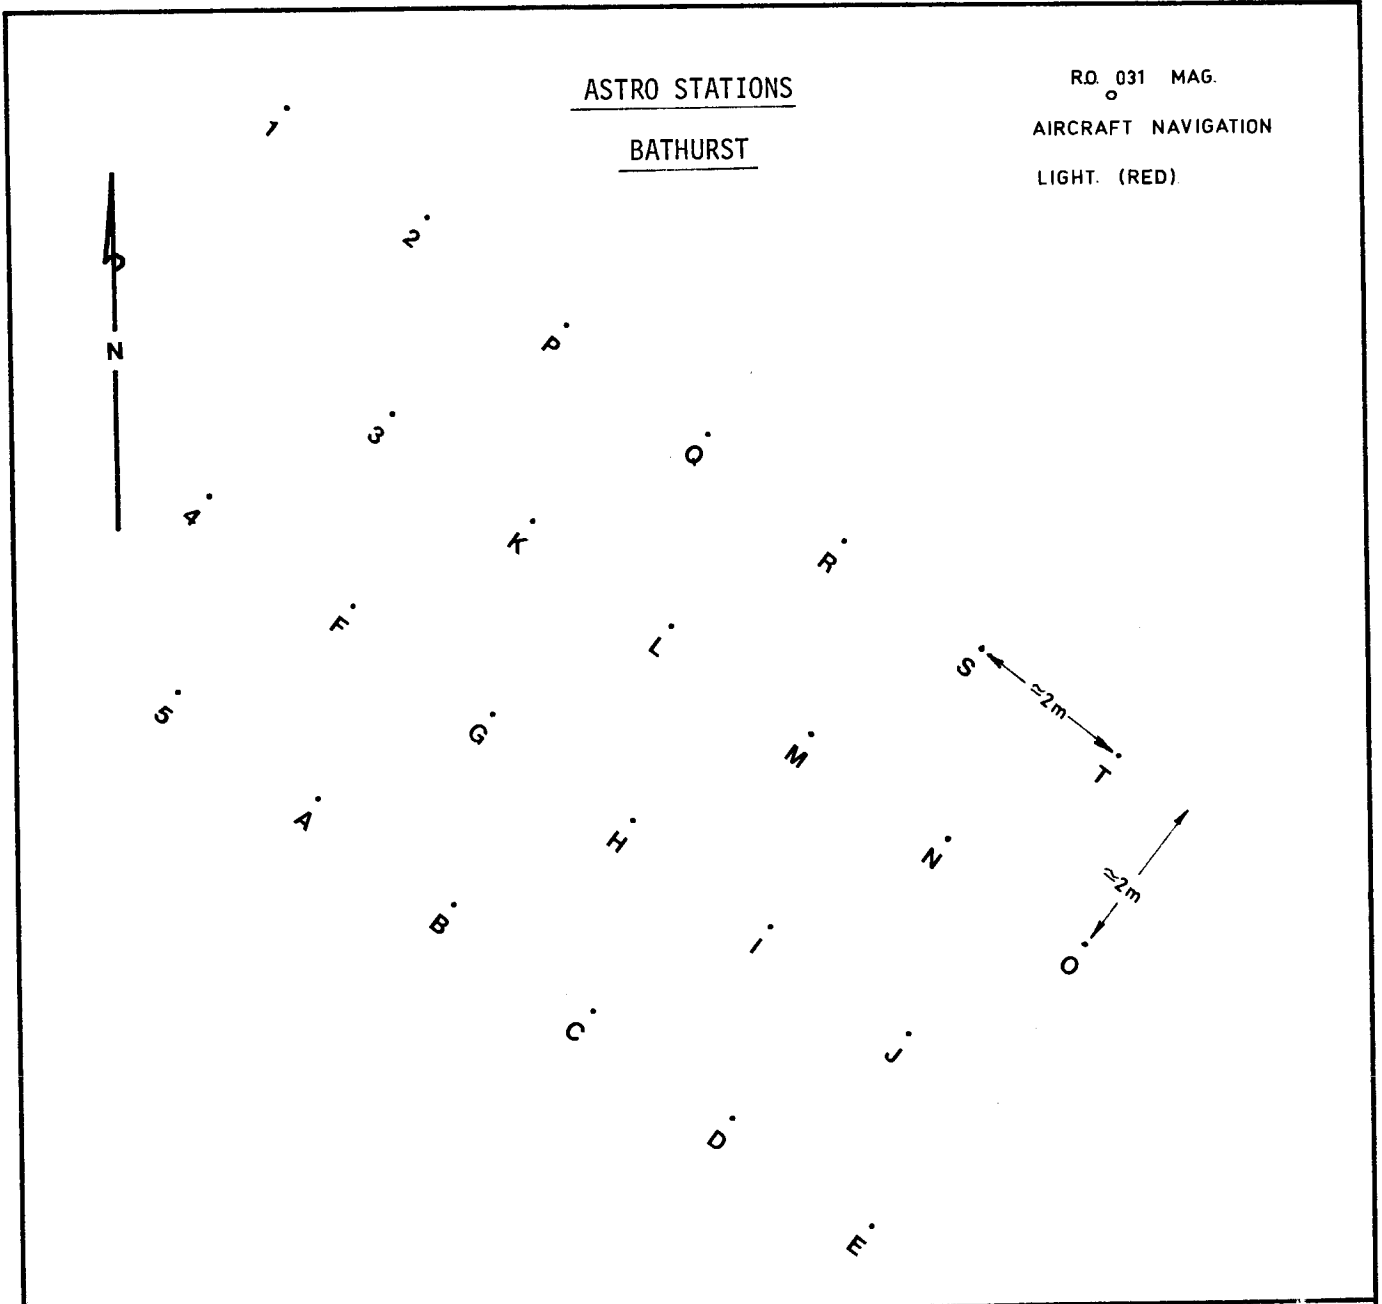 ASTRO STATIONS
BATHURST
R.O. 031 MAG.
AIRCRAFT NAVIGATION
LIGHT. (RED).
1
2
N
P
3
Q
4
K
R
F
L
S
≃2m
5
G
M
T
A
H
N
≃2m
B
I
O
C
J
D
E